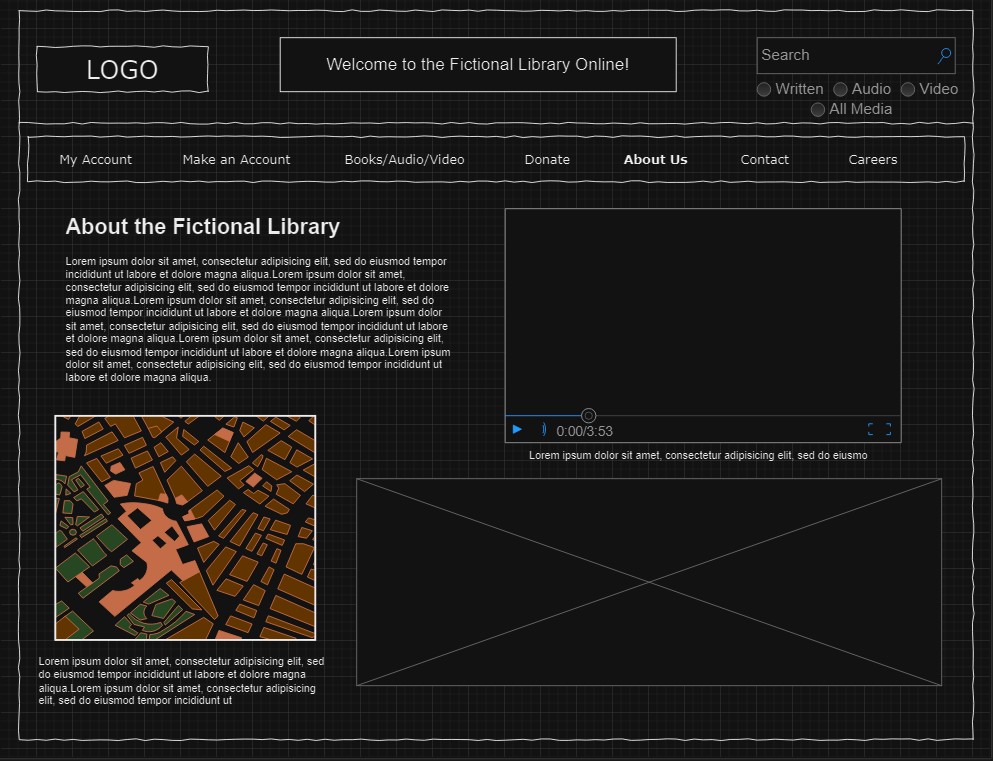 LOGO
Welcome to the Fictional Library Online!
Search
Written Audio Video
All Media
My Account Make an Account Books/Audio/Video Donate About Us Contact Careers
About the Fictional Library
Lorem ipsum dolor sit amet, consectetur adipisicing elit, sed do eiusmod tempor
incididunt ut labore et dolore magna aliqua.Lorem ipsum dolor sit amet,
consectetur adipisicing elit, sed do eiusmod tempor incididunt ut labore et dolore
magna aliqua.Lorem ipsum dolor sit amet, consectetur adipisicing elit, sed do
eiusmod tempor incididunt ut labore et dolore magna aliqua.Lorem ipsum dolor
sit amet, consectetur adipisicing elit, sed do eiusmod tempor incididunt ut labore
et dolore magna aliqua.Lorem ipsum dolor sit amet, consectetur adipisicing elit,
sed do eiusmod tempor incididunt ut labore et dolore magna aliqua.Lorem ipsum
dolor sit amet, consectetur adipisicing elit, sed do eiusmod tempor incididunt ut
labore et dolore magna aliqua.
0:00/3:53
Lorem ipsum dolor sit amet, consectetur adipisicing elit, sed do eiusmo
Lorem ipsum dolor sit amet, consectetur adipisicing elit, sed
do eiusmod tempor incididunt ut labore et dolore magna
aliqua.Lorem ipsum dolor sit amet, consectetur adipisicing
elit, sed do eiusmod tempor incididunt ut